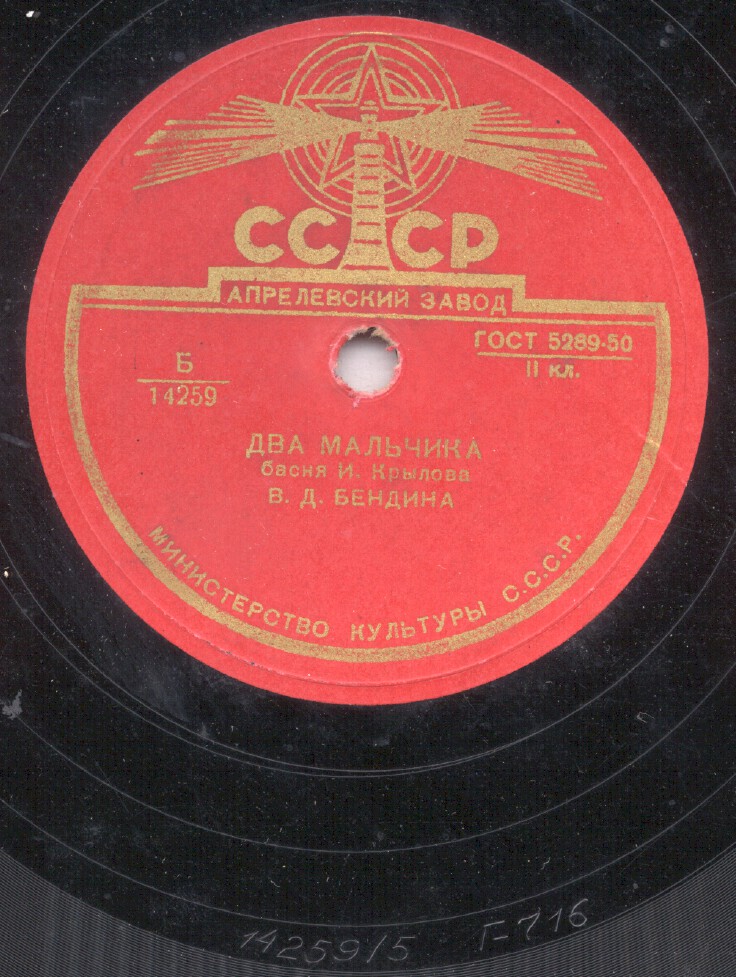 СССР
АПРЕЛЕВСКИЙ ЗАВОД
Б
14259
ГОСТ 5289-50
II кл.
ДВА МАЛЬЧИКА
басня И. Крылова
В. Д. БЕНДИНА
МИНИСТЕРСТВО КУЛЬТУРЫ С.С.С.Р.
14259/5 Г-716